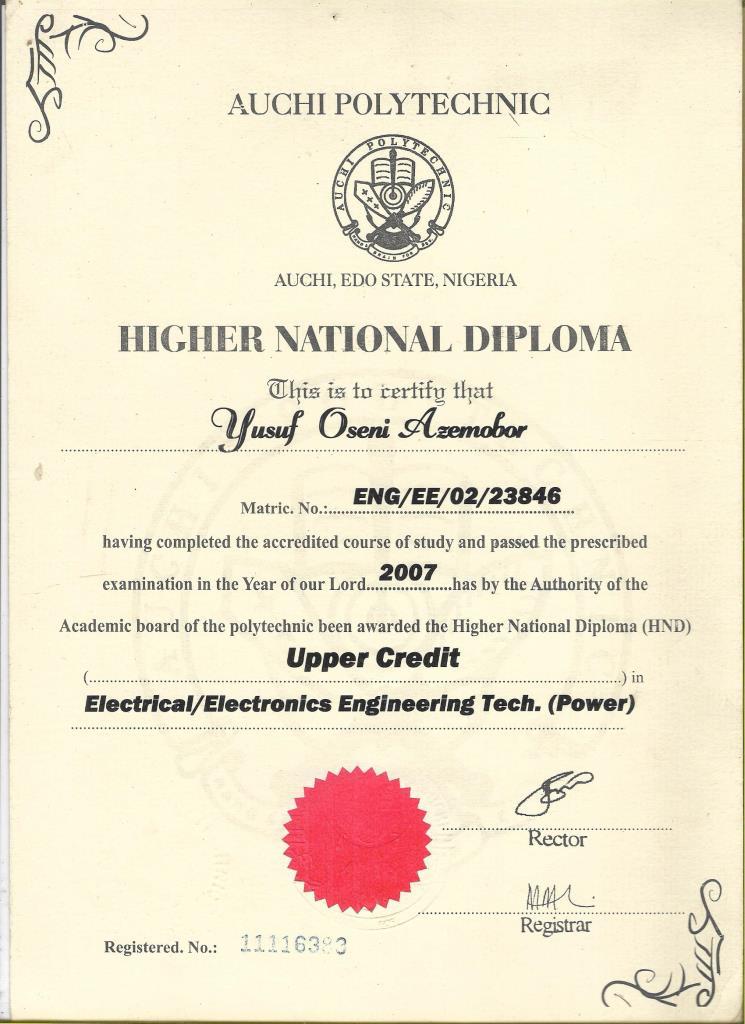 AUCHI POLYTECHNIC
AUCHI POLYTECHNIC
AUCHI, EDO STATE, NIGERIA
HIGHER NATIONAL DIPLOMA
This is to certify that
Yusuf Oseni Azemobor
Matric. No.: ENG/EE/02/23846
having completed the accredited course of study and passed the prescribed
examination in the Year of our Lord 2007 has by the Authority of the
Academic board of the polytechnic been awarded the Higher National Diploma (HND)
(Upper Credit) in
Electrical/Electronics Engineering Tech. (Power)
Rector
Registrar
Registered. No.: